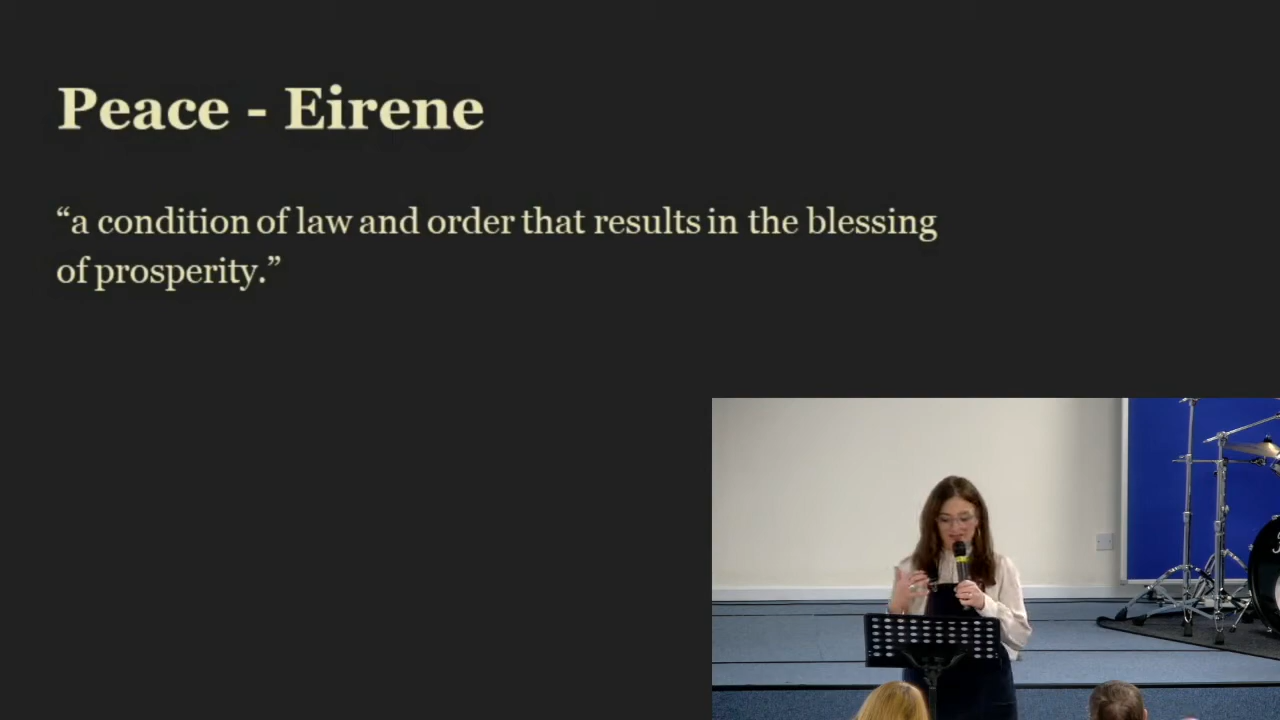 Peace - Eirene
“a condition of law and order that results in the blessing
of prosperity.”